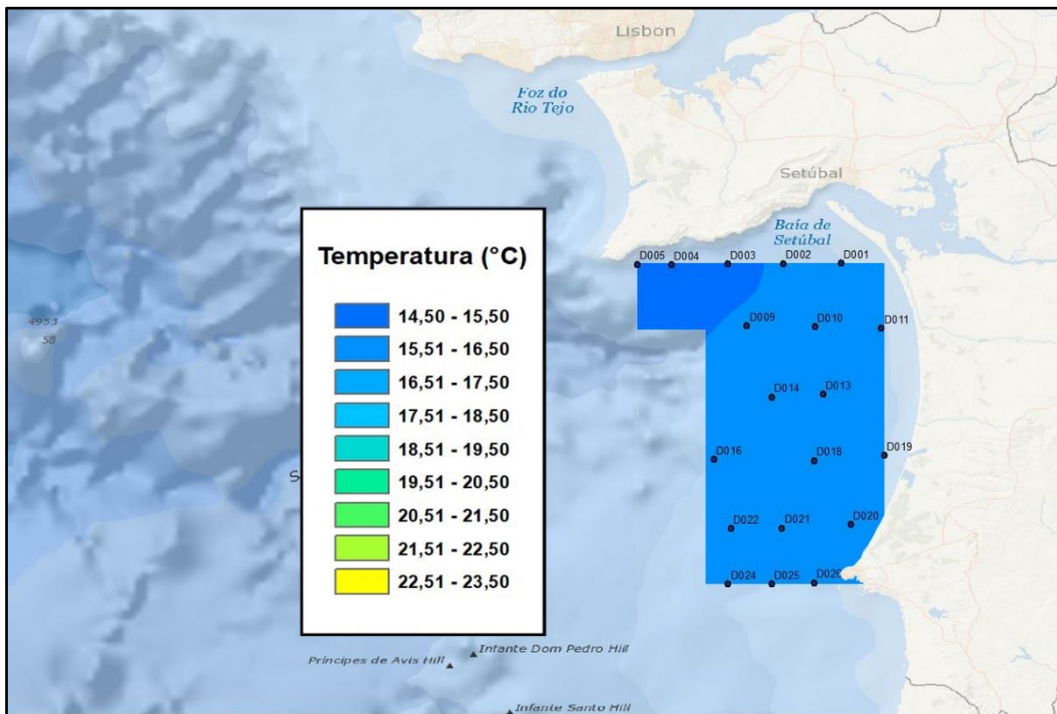 Lisbon
Foz do
Rio Tejo
Setúbal
Baía de
Setúbal
D005
D004
D003
D002
D001
Temperatura (°C)
14,50 - 15,50
15,51 - 16,50
16,51 - 17,50
17,51 - 18,50
18,51 - 19,50
19,51 - 20,50
20,51 - 21,50
21,51 - 22,50
22,51 - 23,50
4953
58
D009
D010
D011
D014
D013
D016
D018
D019
S
D022
D021
D020
D024
D025
D026
Infante Dom Pedro Hill
Príncipes de Avis Hill
Infante Santo Hill